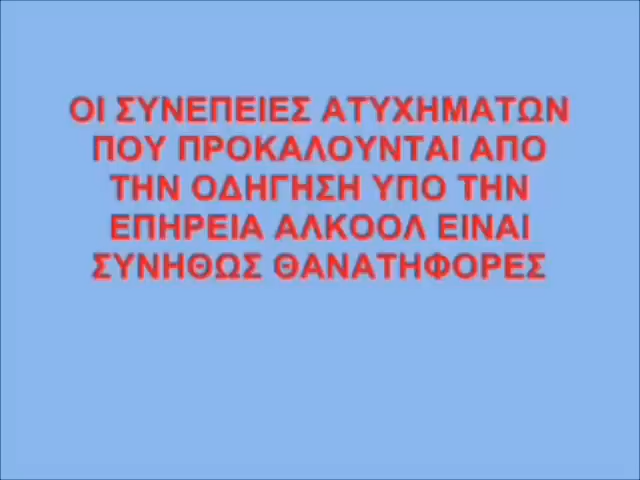 ΟΙ ΣΥΝΕΠΕΙΕΣ ΑΤΥΧΗΜΑΤΩΝ
ΠΟΥ ΠΡΟΚΑΛΟΥΝΤΑΙ ΑΠΟ
ΤΗΝ ΟΔΗΓΗΣΗ ΥΠΟ ΤΗΝ
ΕΠΗΡΕΙΑ ΑΛΚΟΟΛ ΕΙΝΑΙ
ΣΥΝΗΘΩΣ ΘΑΝΑΤΗΦΟΡΕΣ